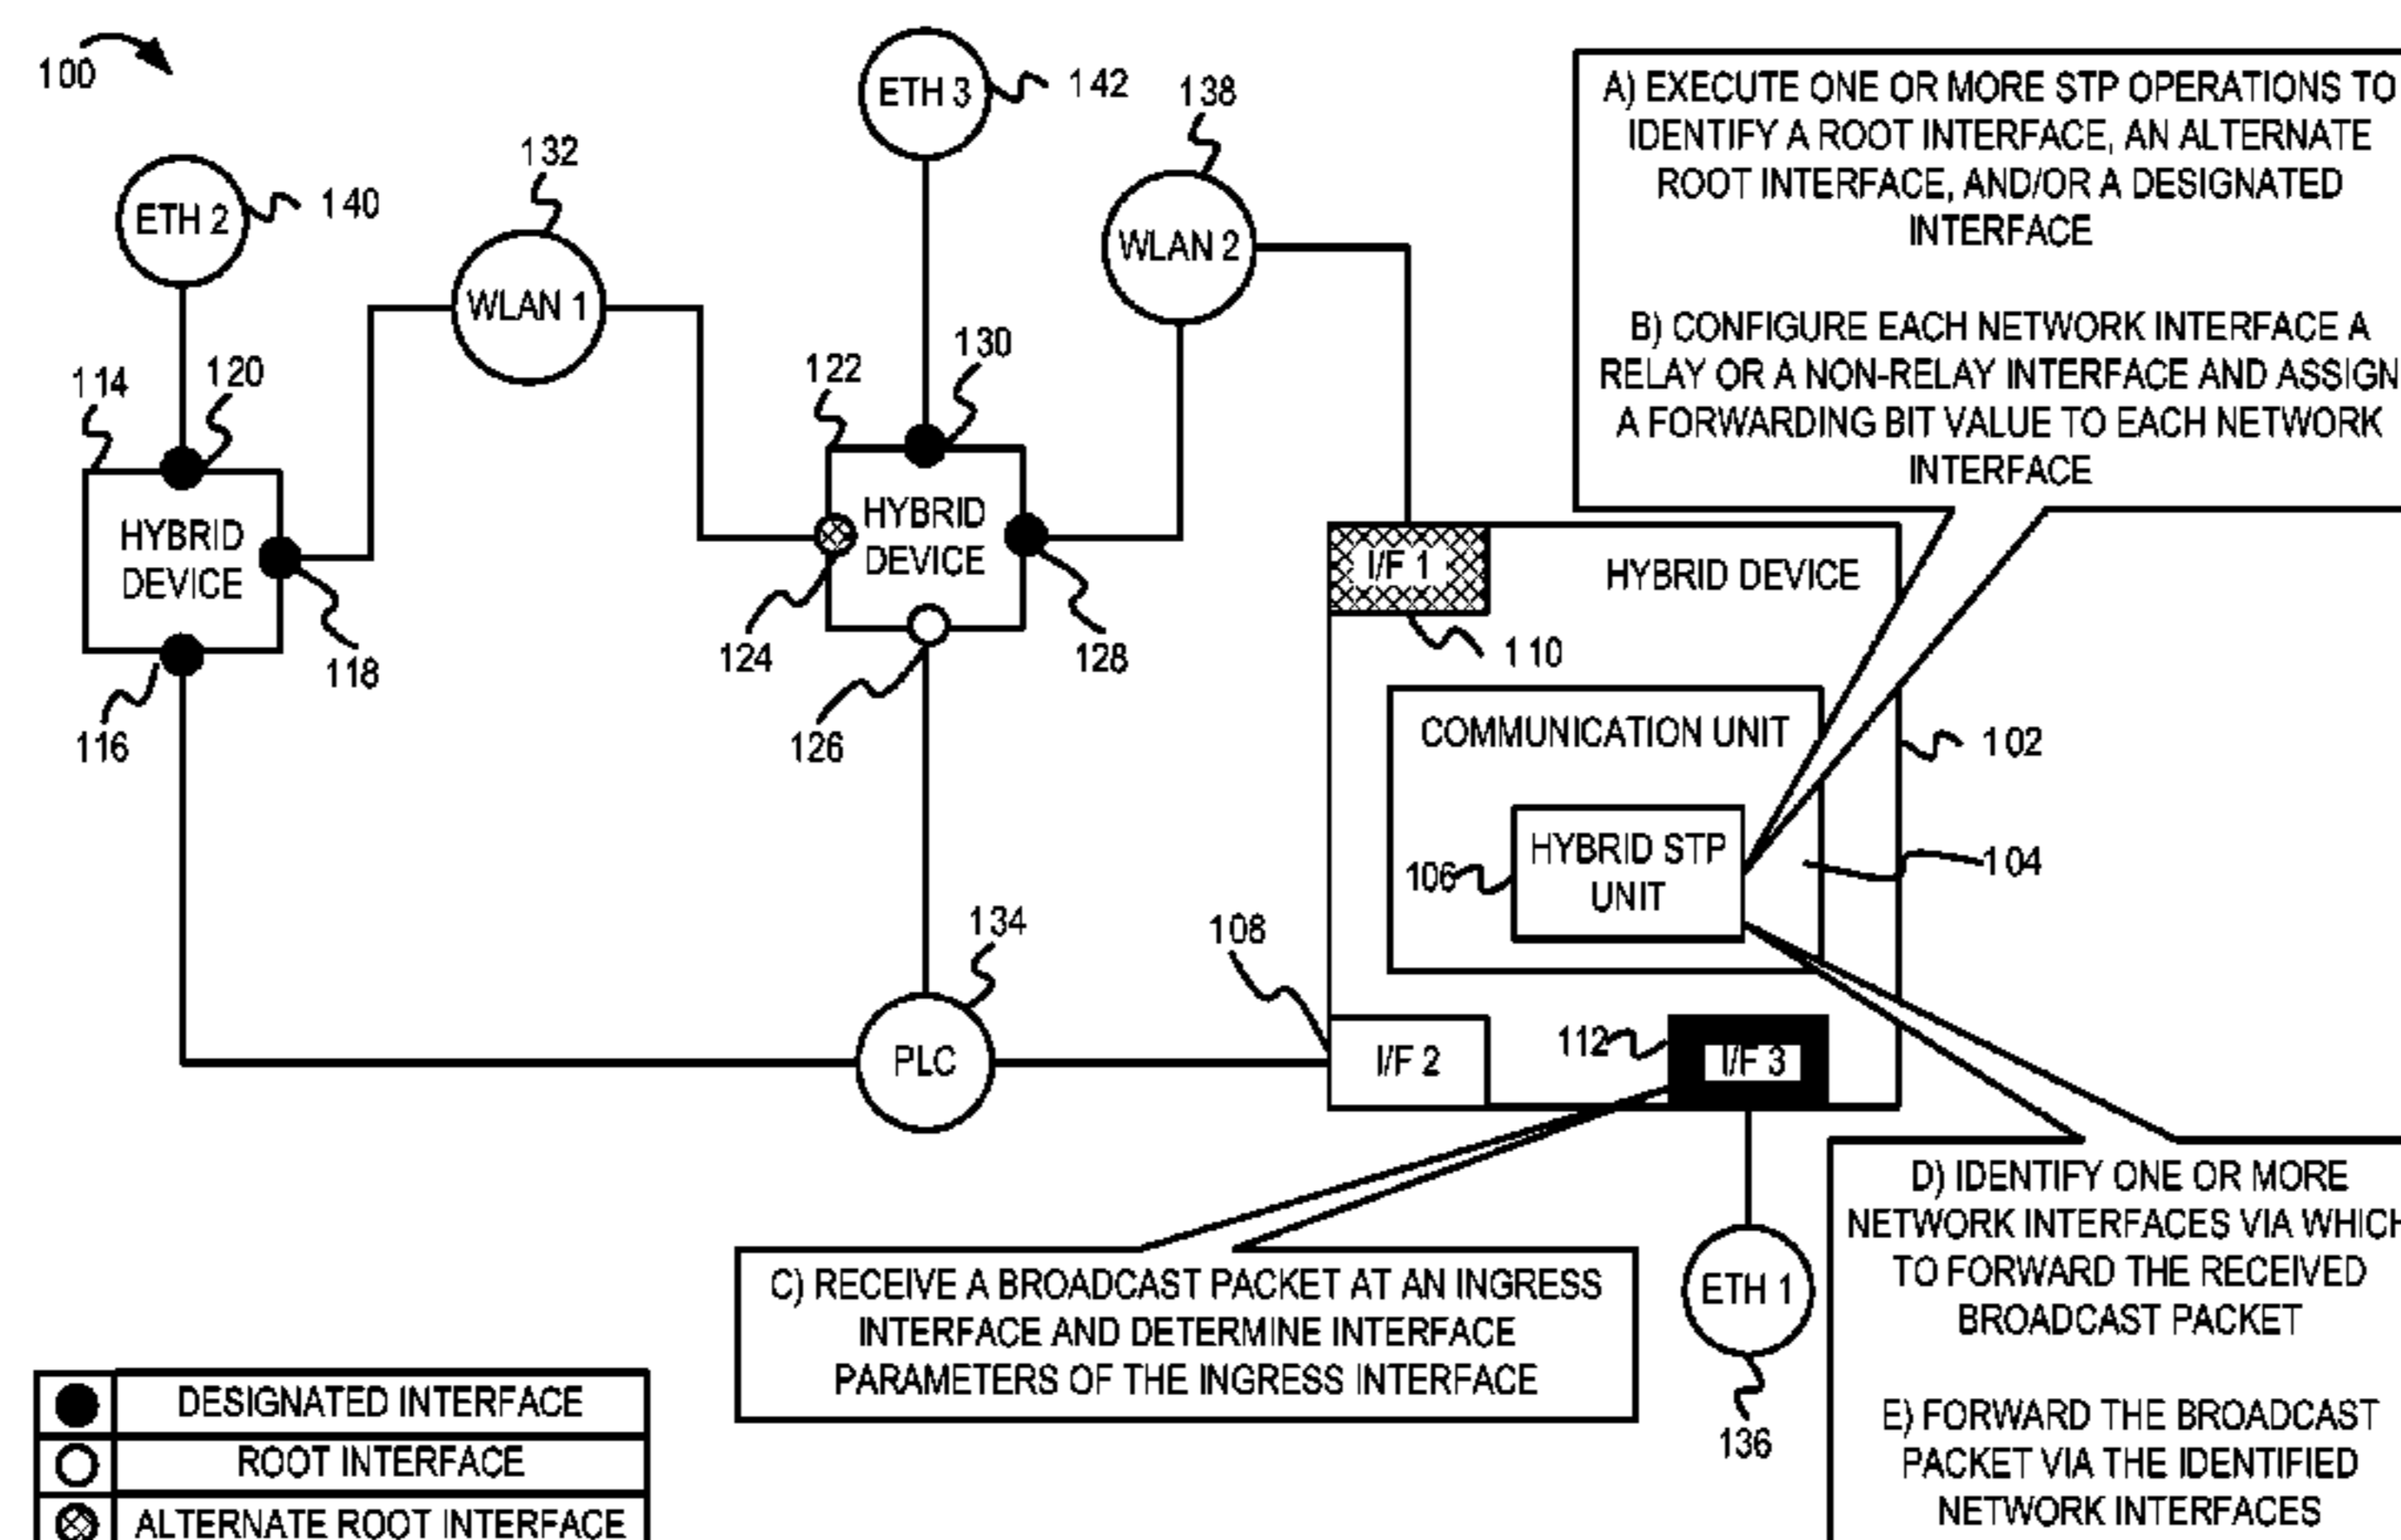 100
ETH 3
142
138
132
ETH 2
140
WLAN 1
WLAN 2
A) EXECUTE ONE OR MORE STP OPERATIONS TO
IDENTIFY A ROOT INTERFACE, AN ALTERNATE
ROOT INTERFACE, AND/OR A DESIGNATED
INTERFACE
B) CONFIGURE EACH NETWORK INTERFACE A
RELAY OR A NON-RELAY INTERFACE AND ASSIGN
A FORWARDING BIT VALUE TO EACH NETWORK
INTERFACE
114
120
122
130
HYBRID
DEVICE
HYBRID
DEVICE
118
116
124
126
128
I/F 1
HYBRID DEVICE
110
COMMUNICATION UNIT
102
HYBRID STP
UNIT
106
104
134
108
PLC
I/F 2
112
I/F 3
C) RECEIVE A BROADCAST PACKET AT AN INGRESS
INTERFACE AND DETERMINE INTERFACE
PARAMETERS OF THE INGRESS INTERFACE
ETH 1
136
D) IDENTIFY ONE OR MORE
NETWORK INTERFACES VIA WHICH
TO FORWARD THE RECEIVED
BROADCAST PACKET
E) FORWARD THE BROADCAST
PACKET VIA THE IDENTIFIED
NETWORK INTERFACES
DESIGNATED INTERFACE
ROOT INTERFACE
ALTERNATE ROOT INTERFACE